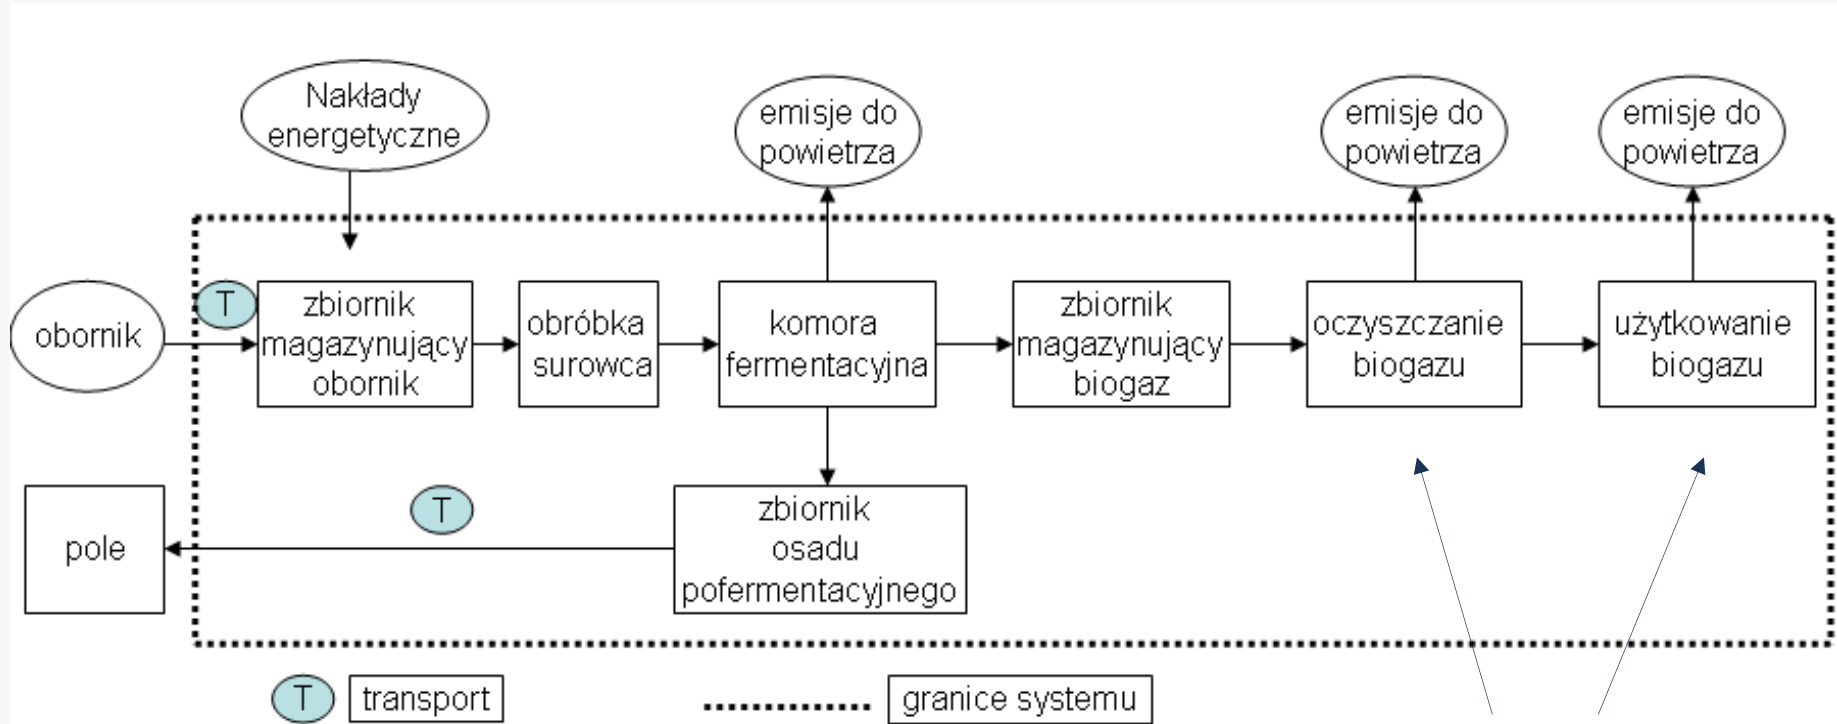 Nakłady
energetyczne
emisje do
powietrza
emisje do
powietrza
emisje do
powietrza
obornik
T
zbiornik
magazynujący
obornik
obróbka
surowca
komora
fermentacyjna
zbiornik
magazynujący
biogaz
oczyszczanie
biogazu
użytkowanie
biogazu
pole
T
zbiornik
osadu
pofermentacyjnego
T
transport
granice systemu